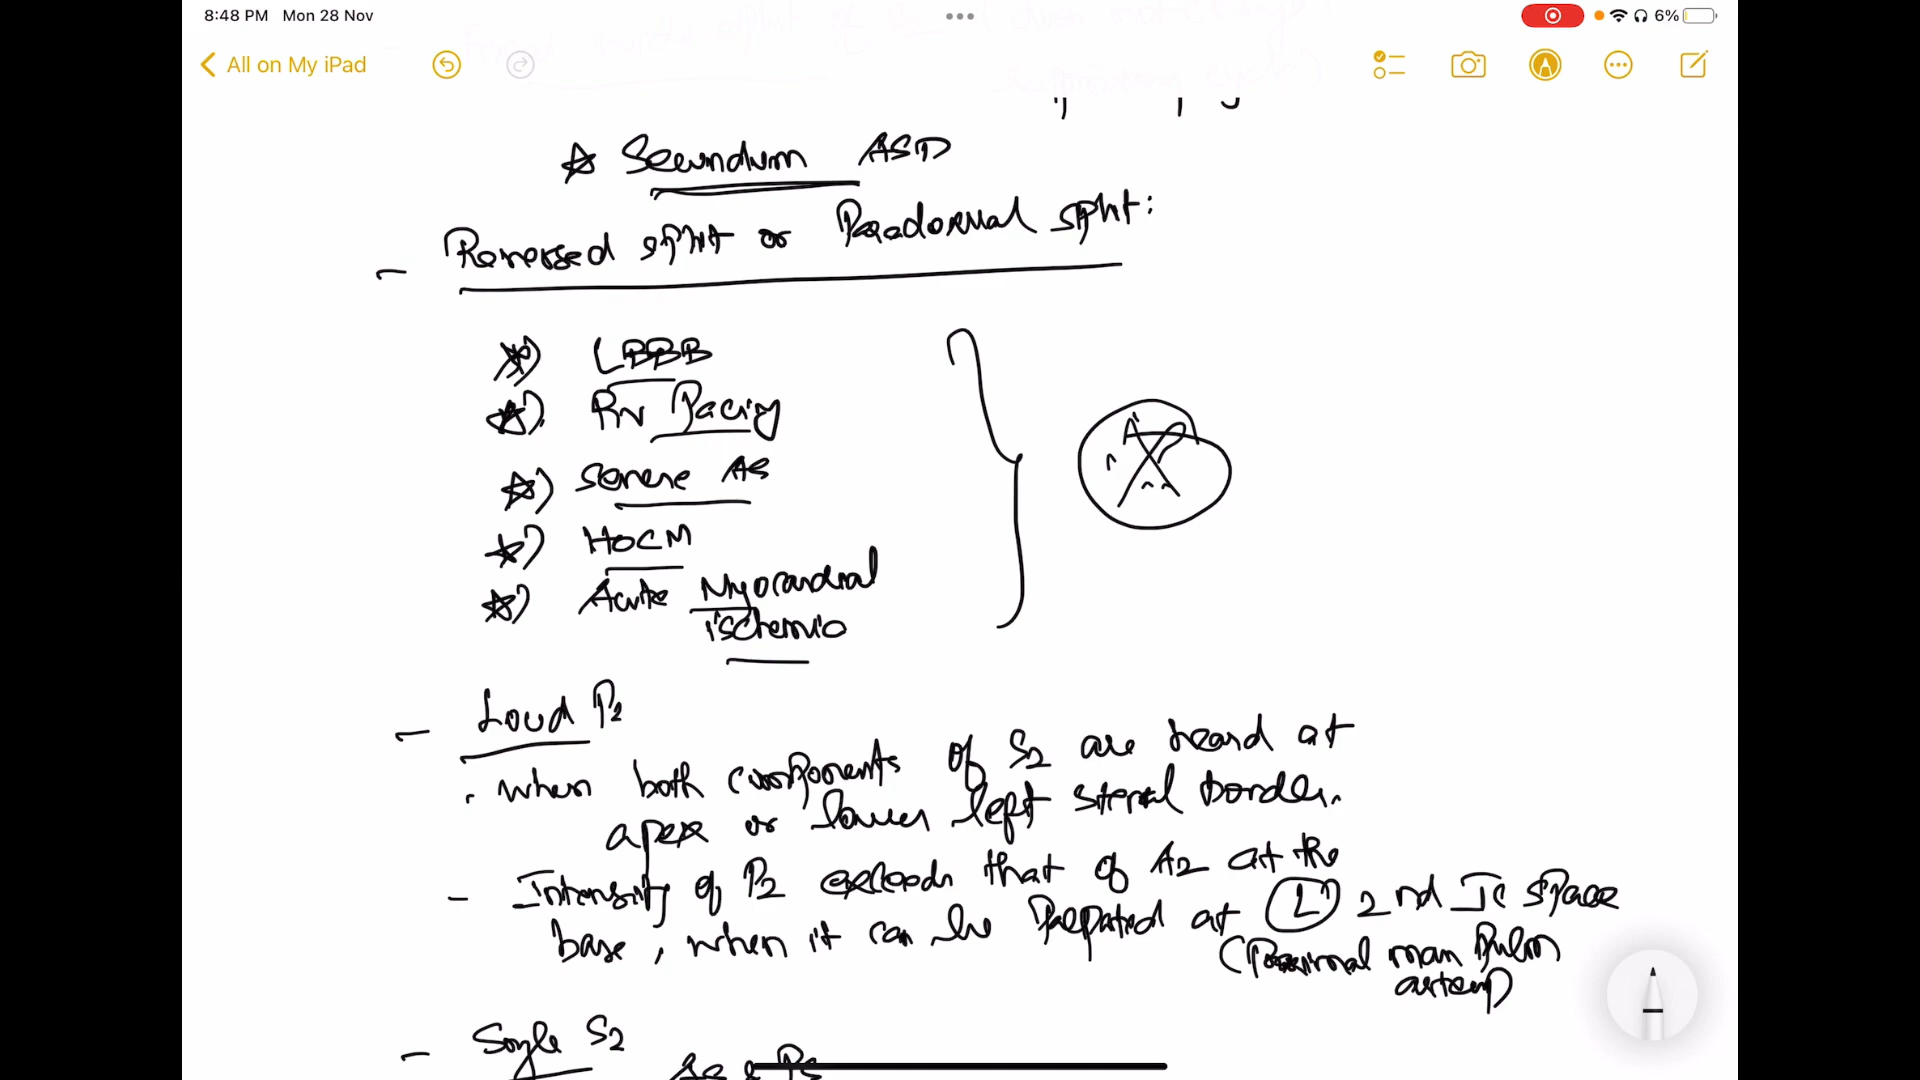 8:48 PM Mon 28 Nov
6%
All on My iPad
☆ Secundum ASD
- Reversed split or Paradoxical split:
☆) LBBB
☆) RV Pacing
☆) Severe AS
☆) HOCM
☆) Acute Myocardial
ischemia
- Loud P2
. when both components of S2 are heard at
apex or lower left sternal border.
- Intensity of P2 exceeds that of A2 at the
base, when it can be palpated at (L) 2nd IC space
(Proximal main Pulm
artery)
- Single S2
AS & PS